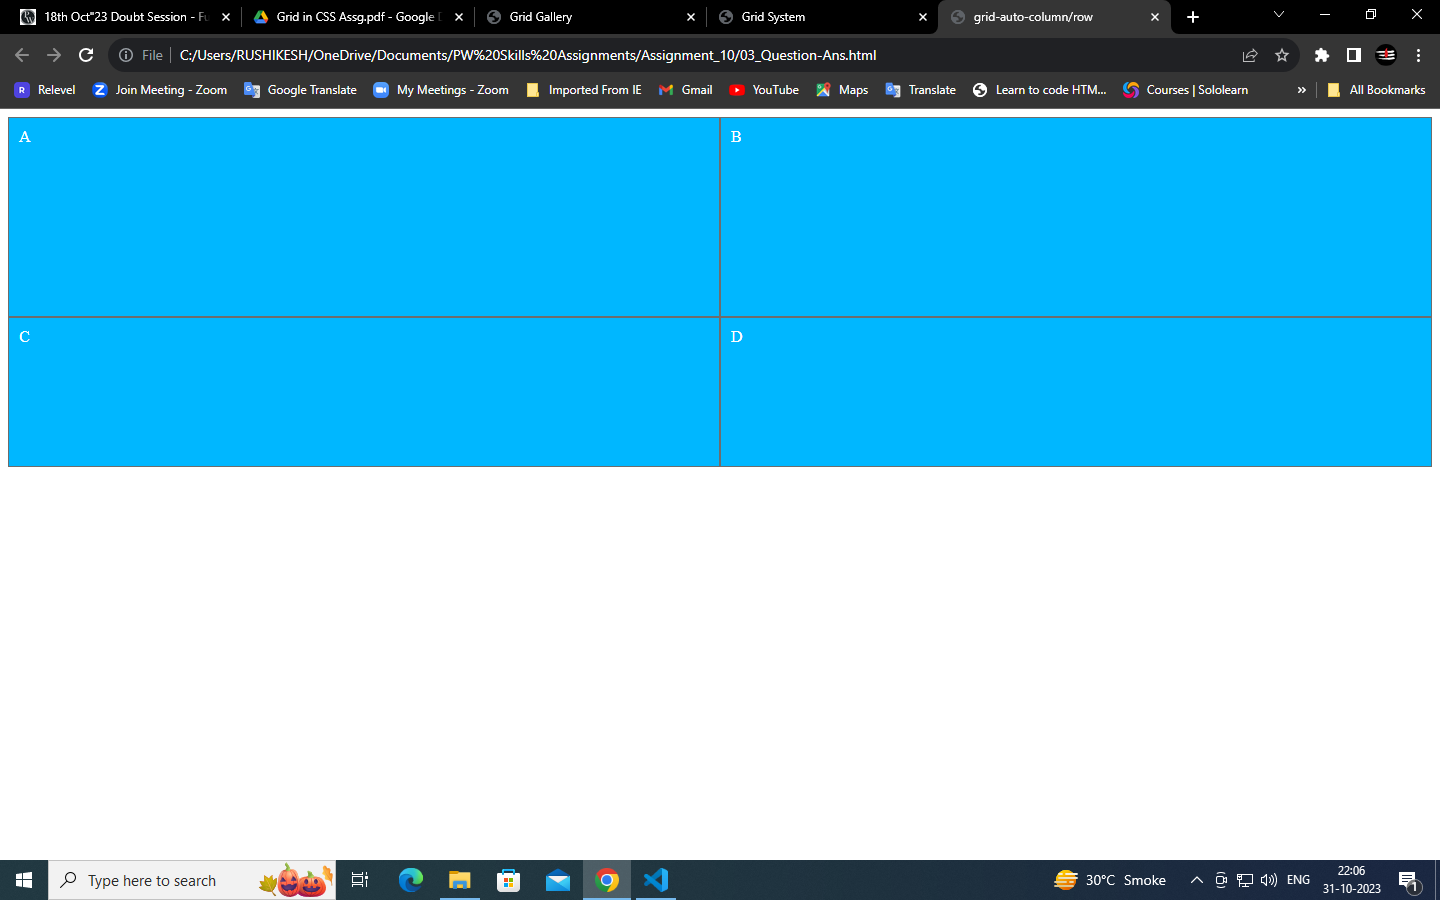 18th Oct"23 Doubt Session - Fu
Grid in CSS Assg.pdf - Google D
Grid Gallery
Grid System
grid-auto-column/row
File
C:/Users/RUSHIKESH/OneDrive/Documents/PW%20Skills%20Assignments/Assignment_10/03_Question-Ans.html
R Relevel
Z Join Meeting - Zoom
Google Translate
My Meetings - Zoom
Imported From IE
Gmail
YouTube
Maps
Translate
Learn to code HTM...
Courses | Sololearn
»
All Bookmarks
A
B
C
D
Type here to search
30°C Smoke
ENG
22:06
31-10-2023
1